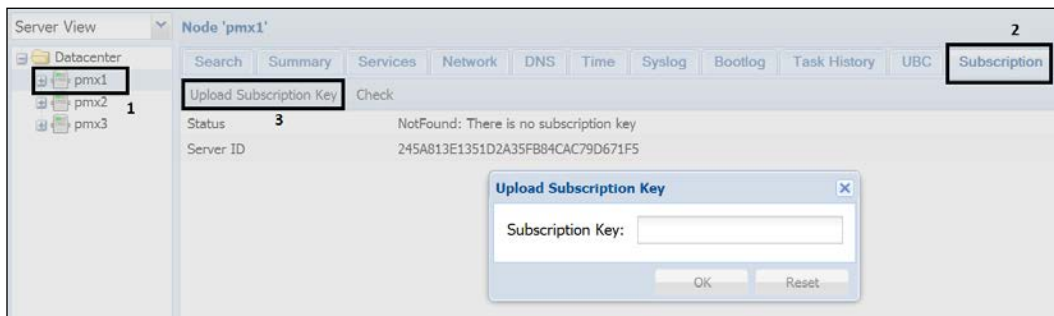 Server View
Node 'pmx1'
2
Datacenter
pmx1
1
pmx2
pmx3
Search Summary Services Network DNS Time Syslog Bootlog Task History UBC Subscription
Upload Subscription Key Check
3
Status NotFound: There is no subscription key
Server ID 245A813E1351D2A35FB84CAC79D671F5
Upload Subscription Key
Subscription Key:
OK Reset